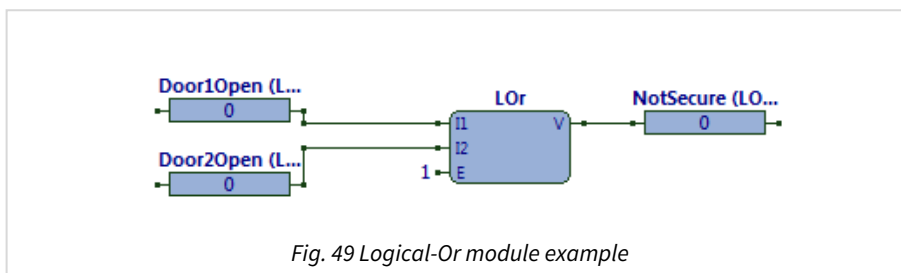 Door1Open (L...
0
LOr
NotSecure (LO...
I1
V
0
I2
Door2Open (L...
0
1
E
Fig. 49 Logical-Or module example